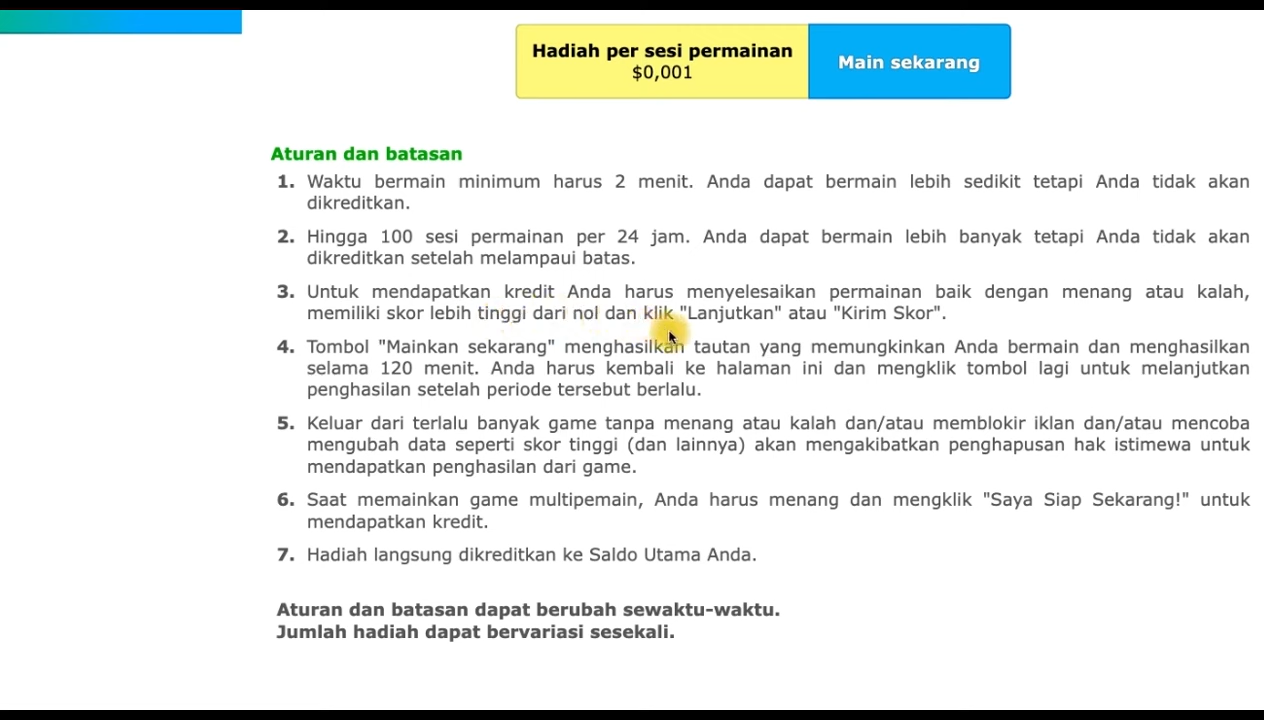 Hadiah per sesi permainan
$0,001
Main sekarang
Aturan dan batasan
1. Waktu bermain minimum harus 2 menit. Anda dapat bermain lebih sedikit tetapi Anda tidak akan
dikreditkan.
2. Hingga 100 sesi permainan per 24 jam. Anda dapat bermain lebih banyak tetapi Anda tidak akan
dikreditkan setelah melampaui batas.
3. Untuk mendapatkan kredit Anda harus menyelesaikan permainan baik dengan menang atau kalah,
memiliki skor lebih tinggi dari nol dan klik "Lanjutkan" atau "Kirim Skor".
4. Tombol "Mainkan sekarang" menghasilkan tautan yang memungkinkan Anda bermain dan menghasilkan
selama 120 menit. Anda harus kembali ke halaman ini dan mengklik tombol lagi untuk melanjutkan
penghasilan setelah periode tersebut berlalu.
5. Keluar dari terlalu banyak game tanpa menang atau kalah dan/atau memblokir iklan dan/atau mencoba
mengubah data seperti skor tinggi (dan lainnya) akan mengakibatkan penghapusan hak istimewa untuk
mendapatkan penghasilan dari game.
6. Saat memainkan game multipemain, Anda harus menang dan mengklik "Saya Siap Sekarang!" untuk
mendapatkan kredit.
7. Hadiah langsung dikreditkan ke Saldo Utama Anda.
Aturan dan batasan dapat berubah sewaktu-waktu.
Jumlah hadiah dapat bervariasi sesekali.